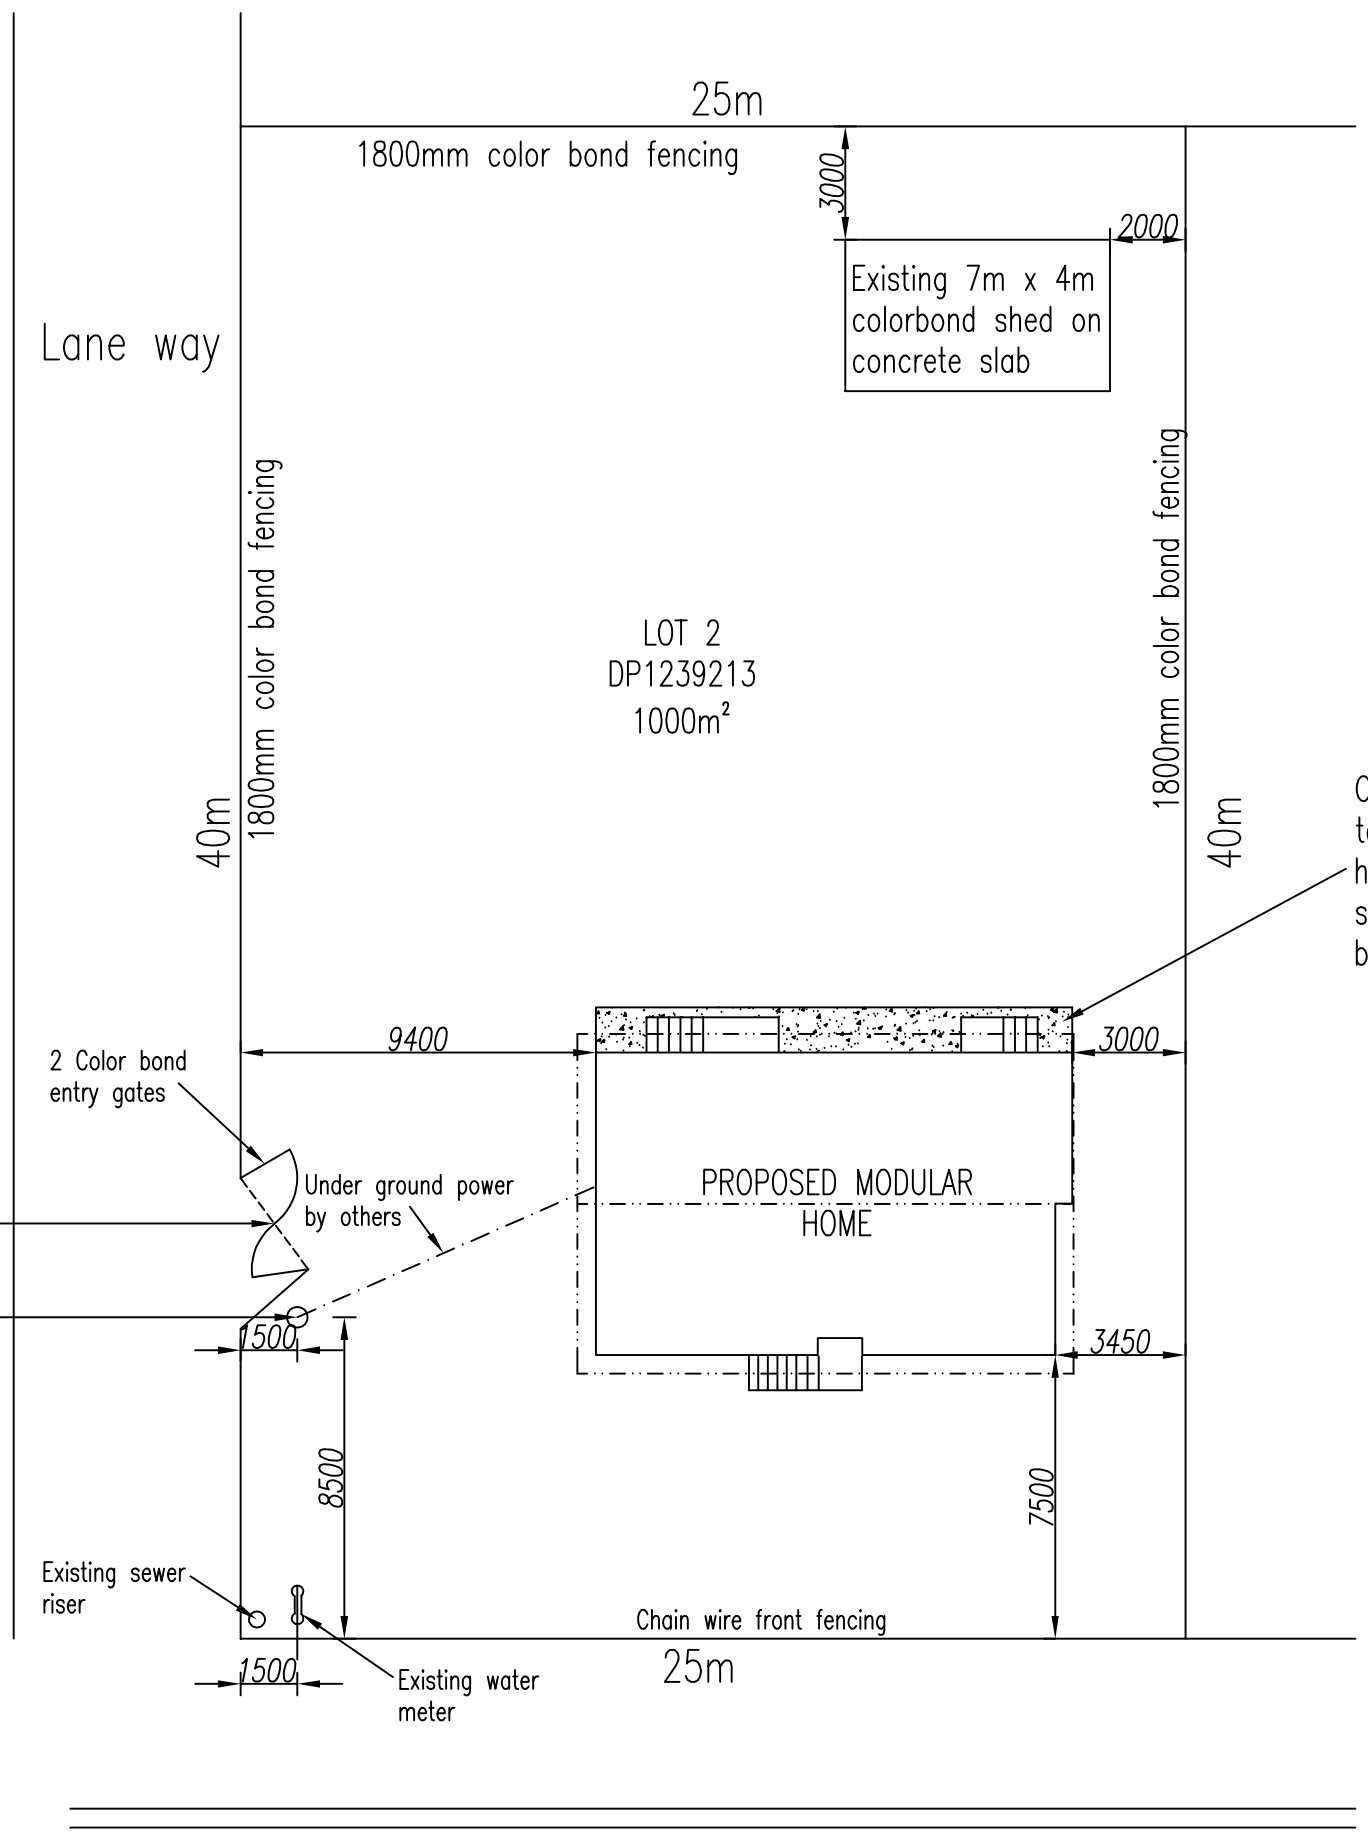 25m
1800mm color bond fencing
3000
2000
Existing 7m x 4m
colorbond shed on
concrete slab
Lane way
1800mm color bond fencing
1800mm color bond fencing
LOT 2
DP1239213
1000m²
40m
40m
9400
3000
2 Color bond
entry gates
Under ground power
by others
PROPOSED MODULAR
HOME
1500
3450
8500
7500
Existing sewer
riser
Chain wire front fencing
25m
1500
Existing water
meter